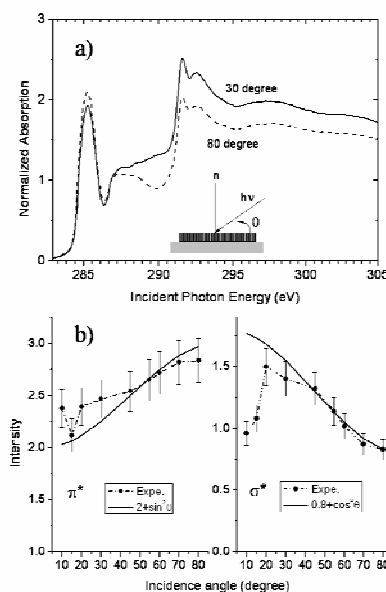 a)
Normalized Absorption
3
2
1
0
30 degree
80 degree
n
hν
θ
285 290 295 300 305
Incident Photon Energy (eV)
b)
Intensity
3.0
2.5
2.0
1.5
1.0
π*
Expe.
2+sin²θ
10 20 30 40 50 60 70 80
1.5
1.0
0.5
σ*
Expe.
0.8+cos²θ
10 20 30 40 50 60 70 80
Incidence angle (degree)